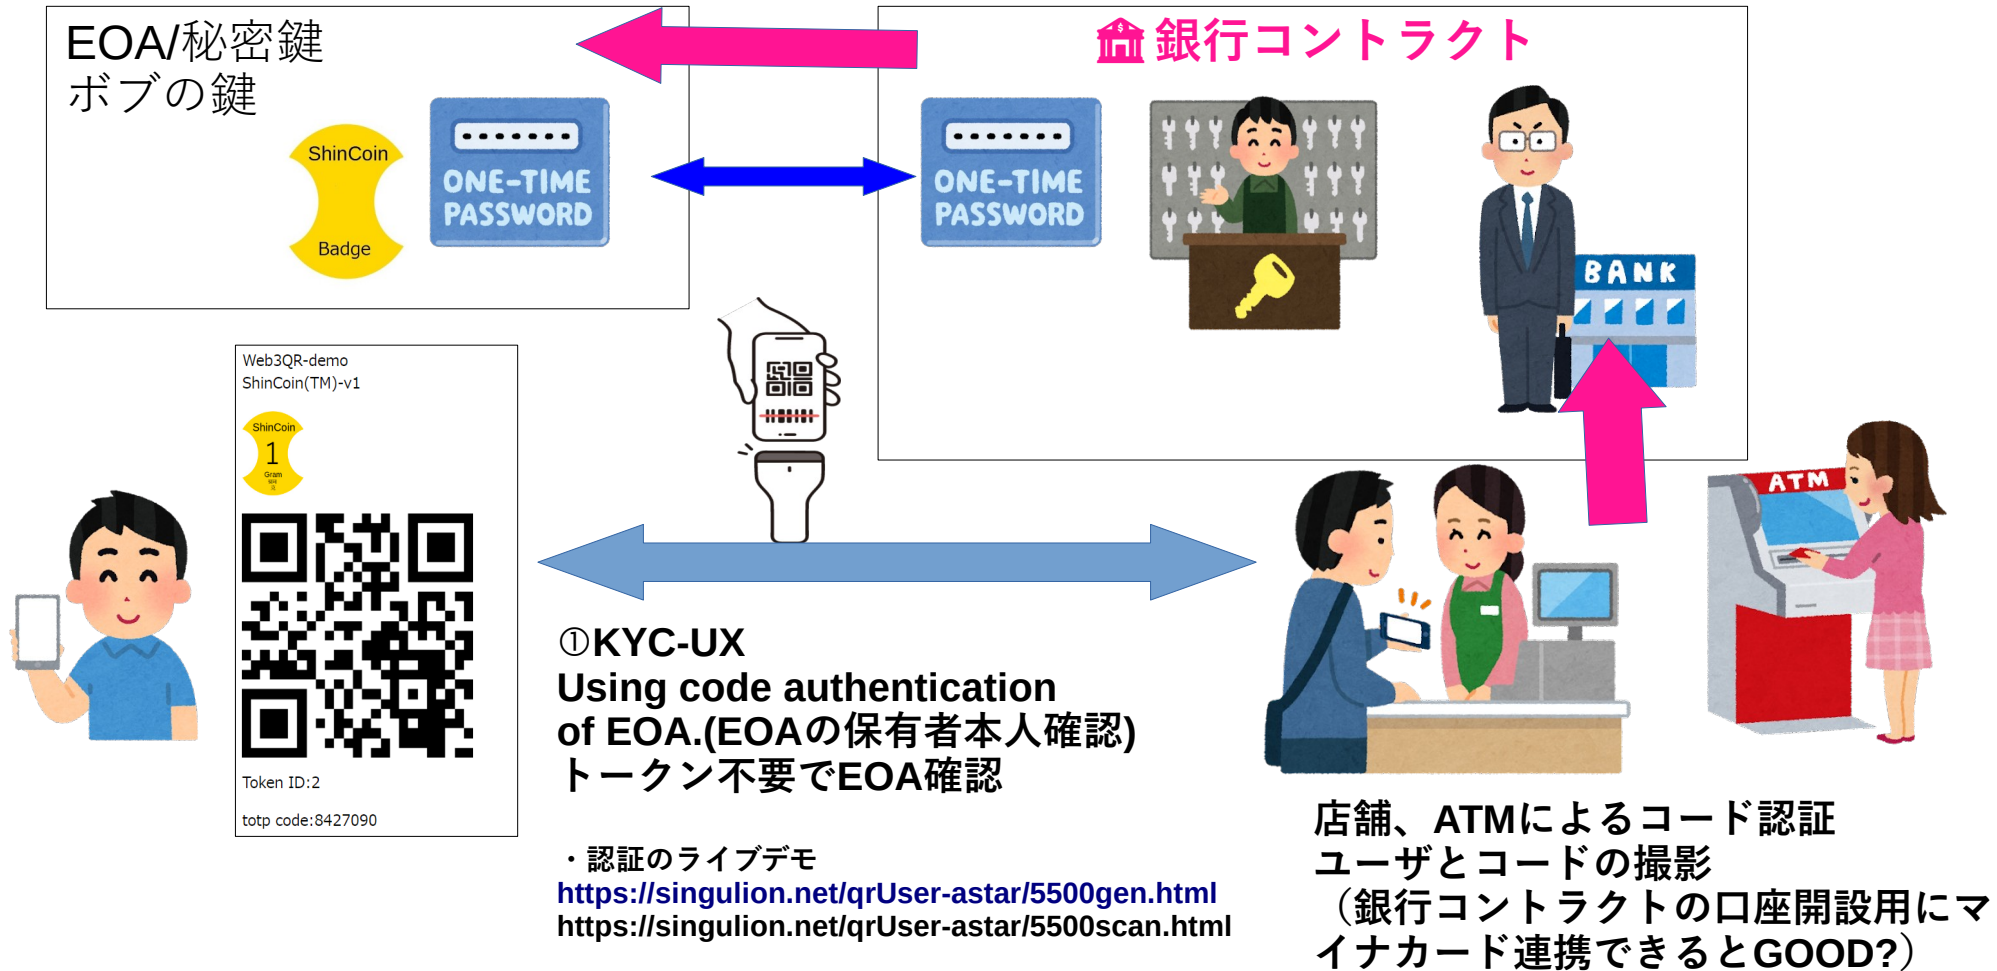 EOA/秘密鍵
ボブの鍵
ShinCoin
Badge
ONE-TIME
PASSWORD
銀行コントラクト
ONE-TIME
PASSWORD
BANK
Web3QR-demo
ShinCoin(TM)-v1
ShinCoin
1
Gram
Token ID:2
totp code:8427090
①KYC-UX
Using code authentication
of EOA.(EOAの保有者本人確認)
トークン不要でEOA確認
・認証のライブデモ
https://singulion.net/qrUser-astar/5500gen.html
https://singulion.net/qrUser-astar/5500scan.html
ATM
店舗、ATMによるコード認証
ユーザとコードの撮影
（銀行コントラクトの口座開設用にマ
イナカード連携できるとGOOD?）